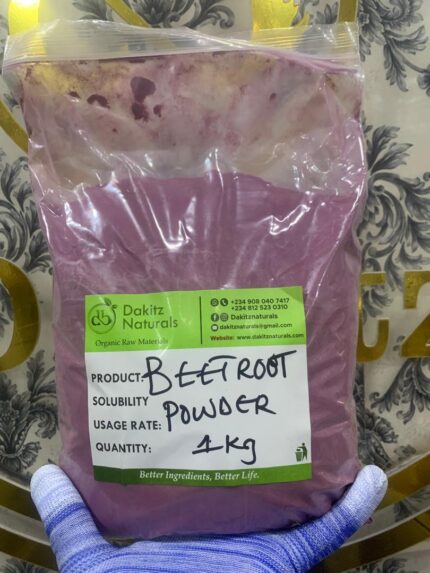 Dakitz
Naturals
Organic Raw Materials
+234 908 040 7417
+234 812 523 0310
Dakitznaturals
dakitznaturals@gmail.com
Website: www.dakitznaturals.com
PRODUCT: BEETROOT
SOLUBILITY
POWDER
USAGE RATE:
QUANTITY: 1kg
Better Ingredients, Better Life.